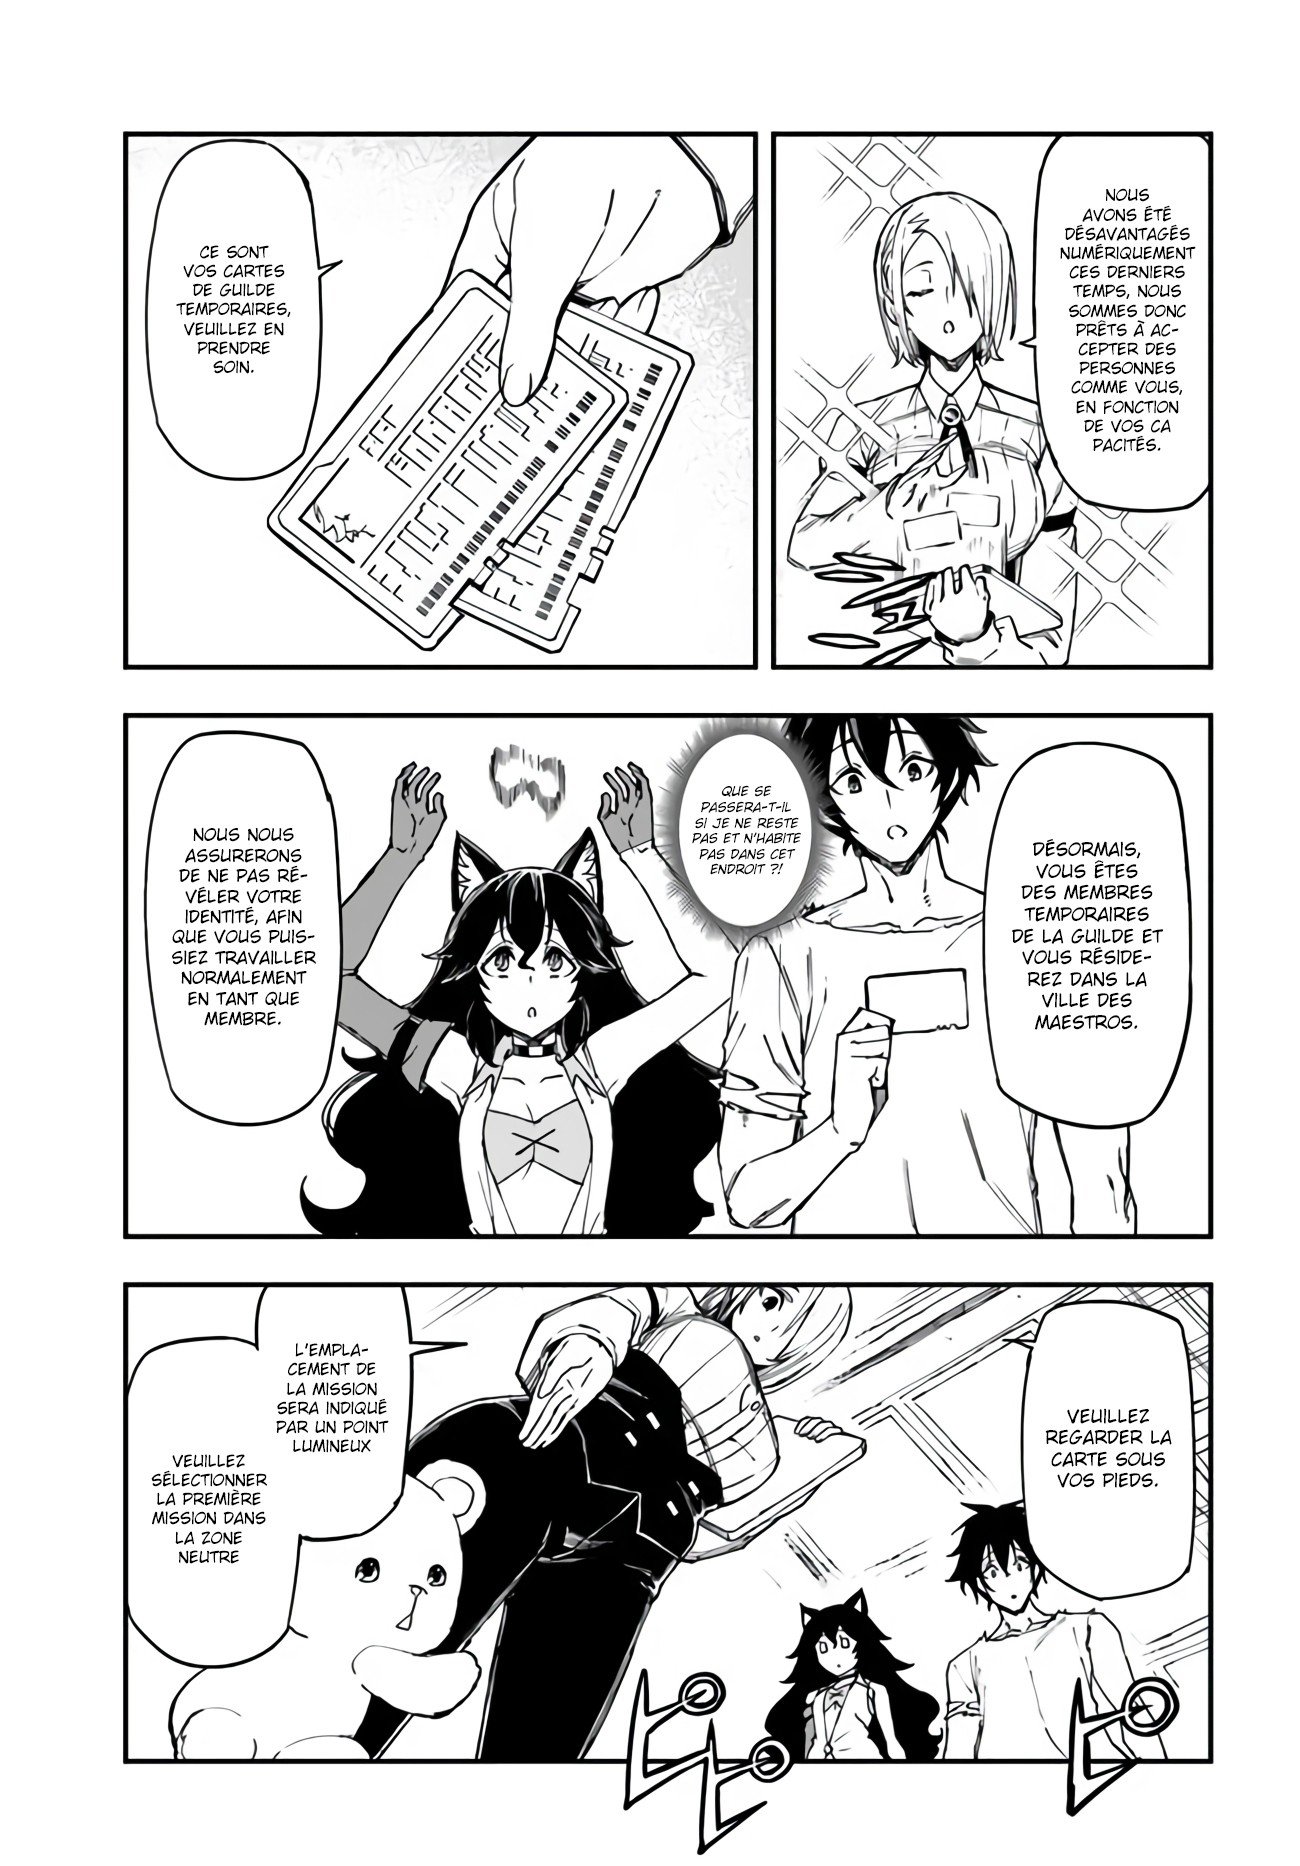 NOUS
AVONS ÉTÉ
DÉSAVANTAGÉS
NUMÉRIQUEMENT
CES DERNIERS
TEMPS, NOUS
SOMMES DONC
PRÊTS À AC-
CEPTER DES
PERSONNES
COMME VOUS,
EN FONCTION
DE VOS CA
PACITÉS.
CE SONT
VOS CARTES
DE GUILDE
TEMPORAIRES,
VEUILLEZ EN
PRENDRE
SOIN.
DÉSORMAIS,
VOUS ÊTES
DES MEMBRES
TEMPORAIRES
DE LA GUILDE ET
VOUS RÉSIDE-
REZ DANS LA
VILLE DES
MAESTROS.
QUE SE
PASSERA-T-IL
SI JE NE RESTE
PAS ET N'HABITE
PAS DANS CET
ENDROIT ?!
NOUS NOUS
ASSURERONS
DE NE PAS RÉ-
VÉLER VOTRE
IDENTITÉ, AFIN
QUE VOUS PUIS-
SIEZ TRAVAILLER
NORMALEMENT
EN TANT QUE
MEMBRE.
VEUILLEZ
REGARDER LA
CARTE SOUS
VOS PIEDS.
L'EMPLA-
CEMENT DE
LA MISSION
SERA INDIQUÉ
PAR UN POINT
LUMINEUX
VEUILLEZ
SÉLECTIONNER
LA PREMIÈRE
MISSION DANS
LA ZONE
NEUTRE
ピ
ピピ